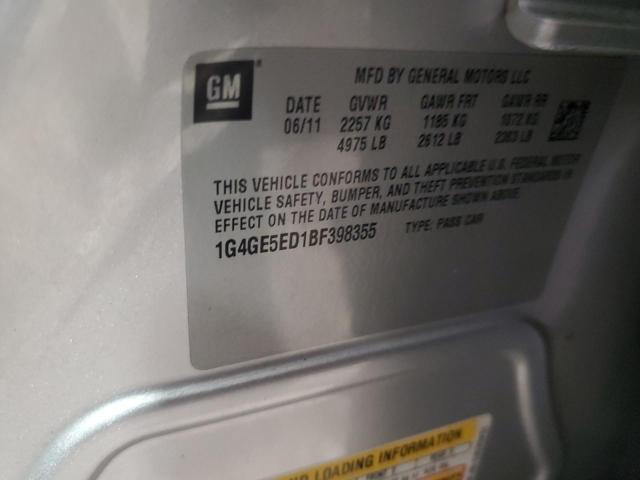 GM ®
MFD BY GENERAL MOTORS LLC
DATE GVWR GAWR FRT GAWR RR
06/11 2257 KG 1185 KG 1072 KG
4975 LB 2612 LB 2363 LB
THIS VEHICLE CONFORMS TO ALL APPLICABLE U.S. FEDERAL MOTOR
VEHICLE SAFETY, BUMPER, AND THEFT PREVENTION STANDARDS IN
EFFECT ON THE DATE OF MANUFACTURE SHOWN ABOVE.
1G4GE5ED1BF398355 TYPE: PASS CAR
LOADING INFORMATION